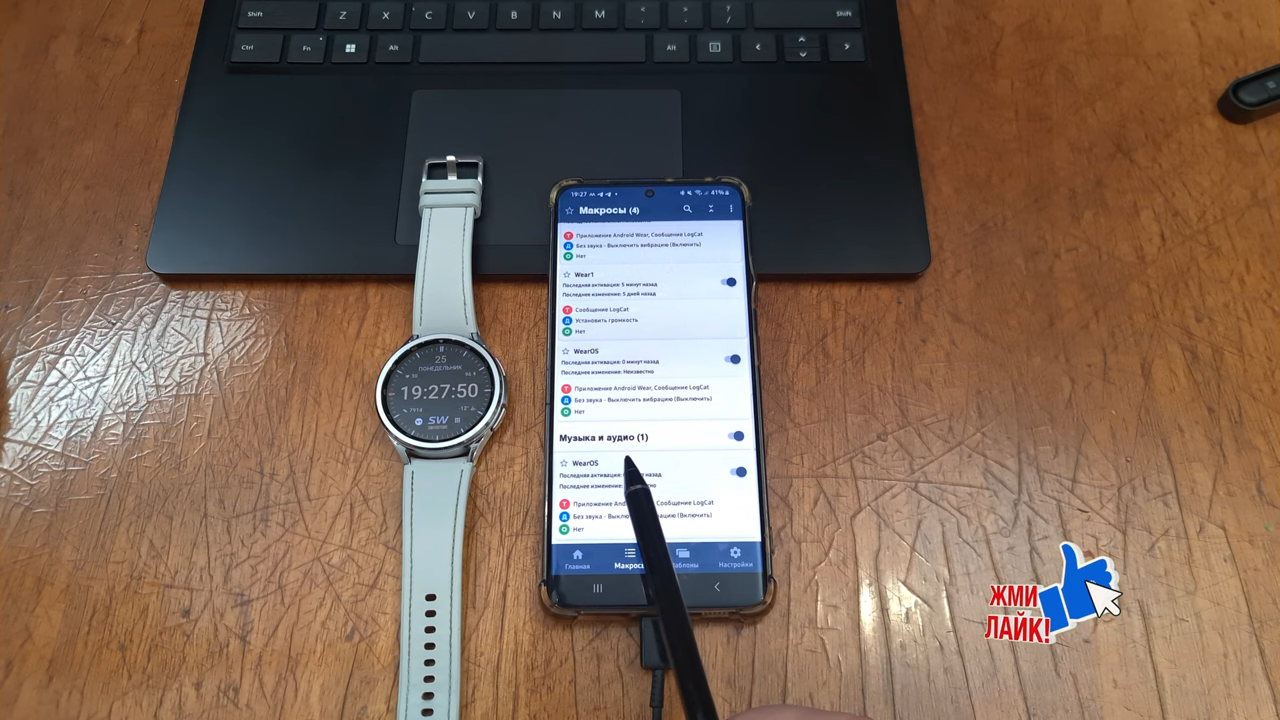 Shift
Z
X
C
V
B
N
M
<
>
?
/
Shift
Ctrl
Fn
Alt
Alt
19:27
41%
Макросы (4)
Приложение Android Wear, Сообщение LogCat
Без звука - Выключить вибрацию (Включить)
Нет
Wear1
Последняя активация: 5 минут назад
Последнее изменение: 5 дней назад
Сообщение LogCat
Установить громкость
Нет
WearOS
Последняя активация: 0 минут назад
Последнее изменение: Неизвестно
Приложение Android Wear, Сообщение LogCat
Без звука - Выключить вибрацию (Выключить)
Нет
Музыка и аудио (1)
WearOS
Последняя активация: назад
Последнее изменение:
Приложение Сообщение LogCat
Без звука - (Включить)
Нет
Главная
Макросы
Настройки
25
ПОНЕДЕЛЬНИК
19:27:50
7914
-12°
SW
ЖМИ
ЛАЙК!